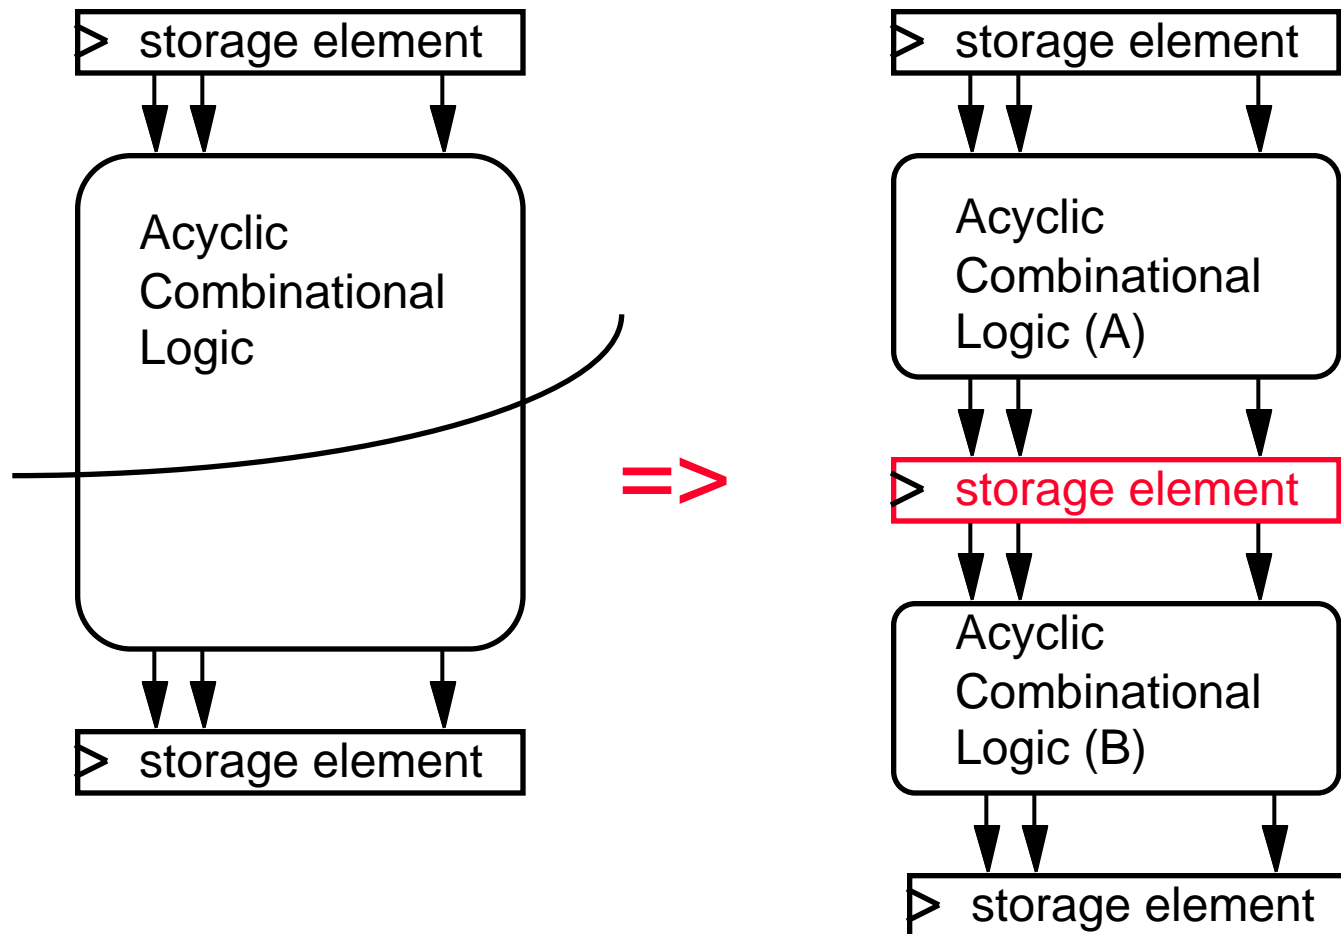 storage element
Acyclic
Combinational
Logic
storage element
=>
storage element
Acyclic
Combinational
Logic (A)
storage element
Acyclic
Combinational
Logic (B)
storage element